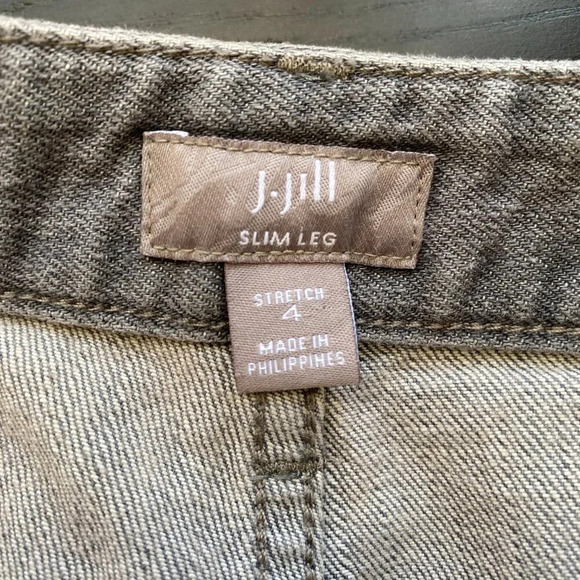 J.Jill
SLIM LEG
STRETCH
4
MADE IN
PHILIPPINES